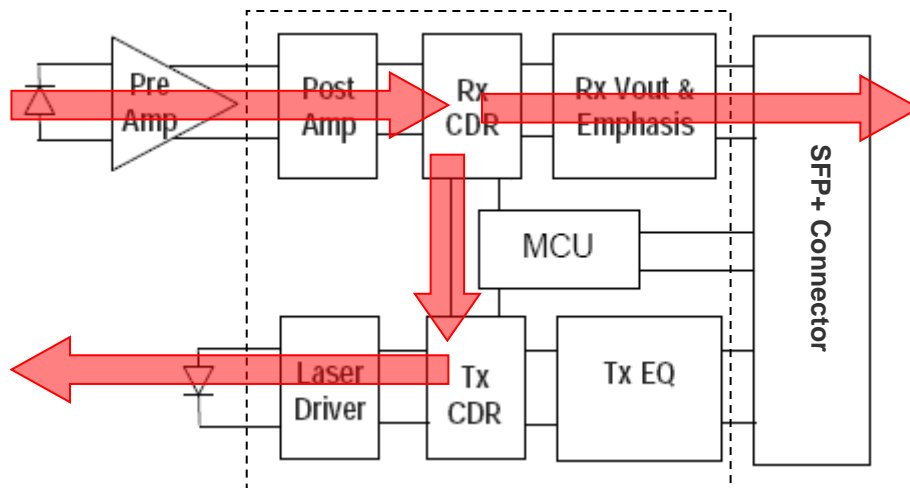 Pre
Amp
Post
Amp
Rx
CDR
Rx Vout &
Emphasis
SFP+ Connector
MCU
Laser
Driver
Tx
CDR
Tx EQ